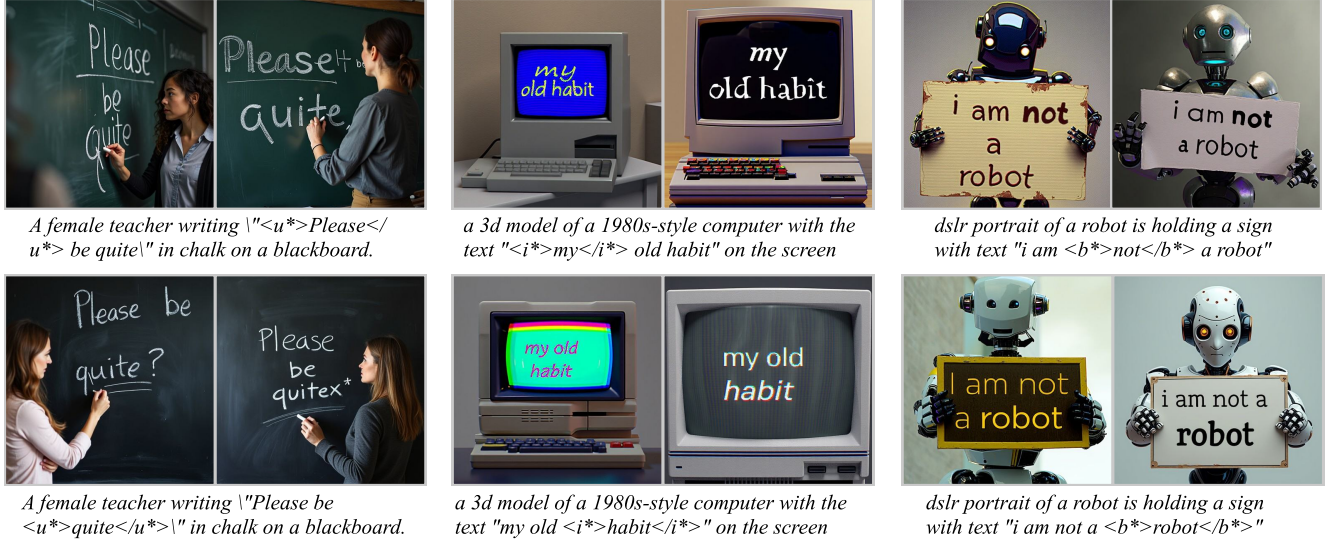 Please
be
quite
Please
quite,
my
old habit
my
old habit
i am not
a
robot
i am not
a robot
A female teacher writing \"<u*>Please</
u*> be quite\" in chalk on a blackboard.
a 3d model of a 1980s-style computer with the
text "<i*>my</i*> old habit" on the screen
dslr portrait of a robot is holding a sign
with text "i am <b*>not</b*> a robot"
Please be
quite?
Please
be
quitex*
my old
habit
my old
habit
I am not
a robot
i am not a
robot
A female teacher writing \"Please be
<u*>quite</u*>\" in chalk on a blackboard.
a 3d model of a 1980s-style computer with the
text "my old <i*>habit</i*>" on the screen
dslr portrait of a robot is holding a sign
with text "i am not a <b*>robot</b*>"